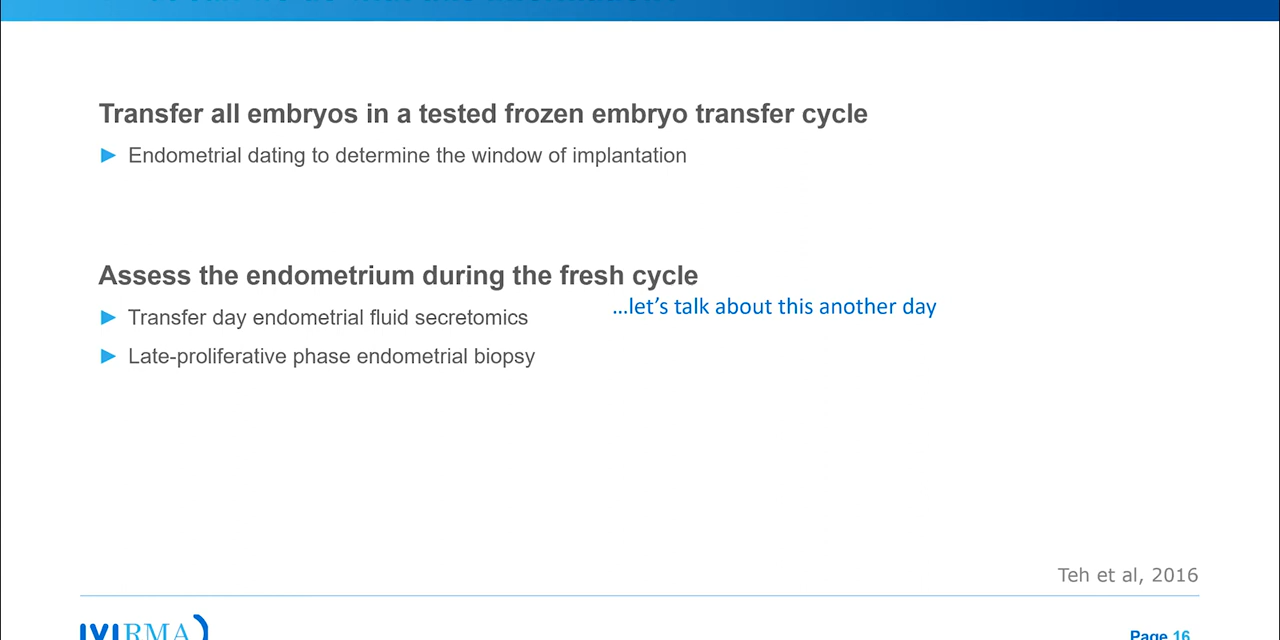 Transfer all embryos in a tested frozen embryo transfer cycle
► Endometrial dating to determine the window of implantation
Assess the endometrium during the fresh cycle
...let's talk about this another day
► Transfer day endometrial fluid secretomics
► Late-proliferative phase endometrial biopsy
Teh et al, 2016
IVIRMA
Page 16